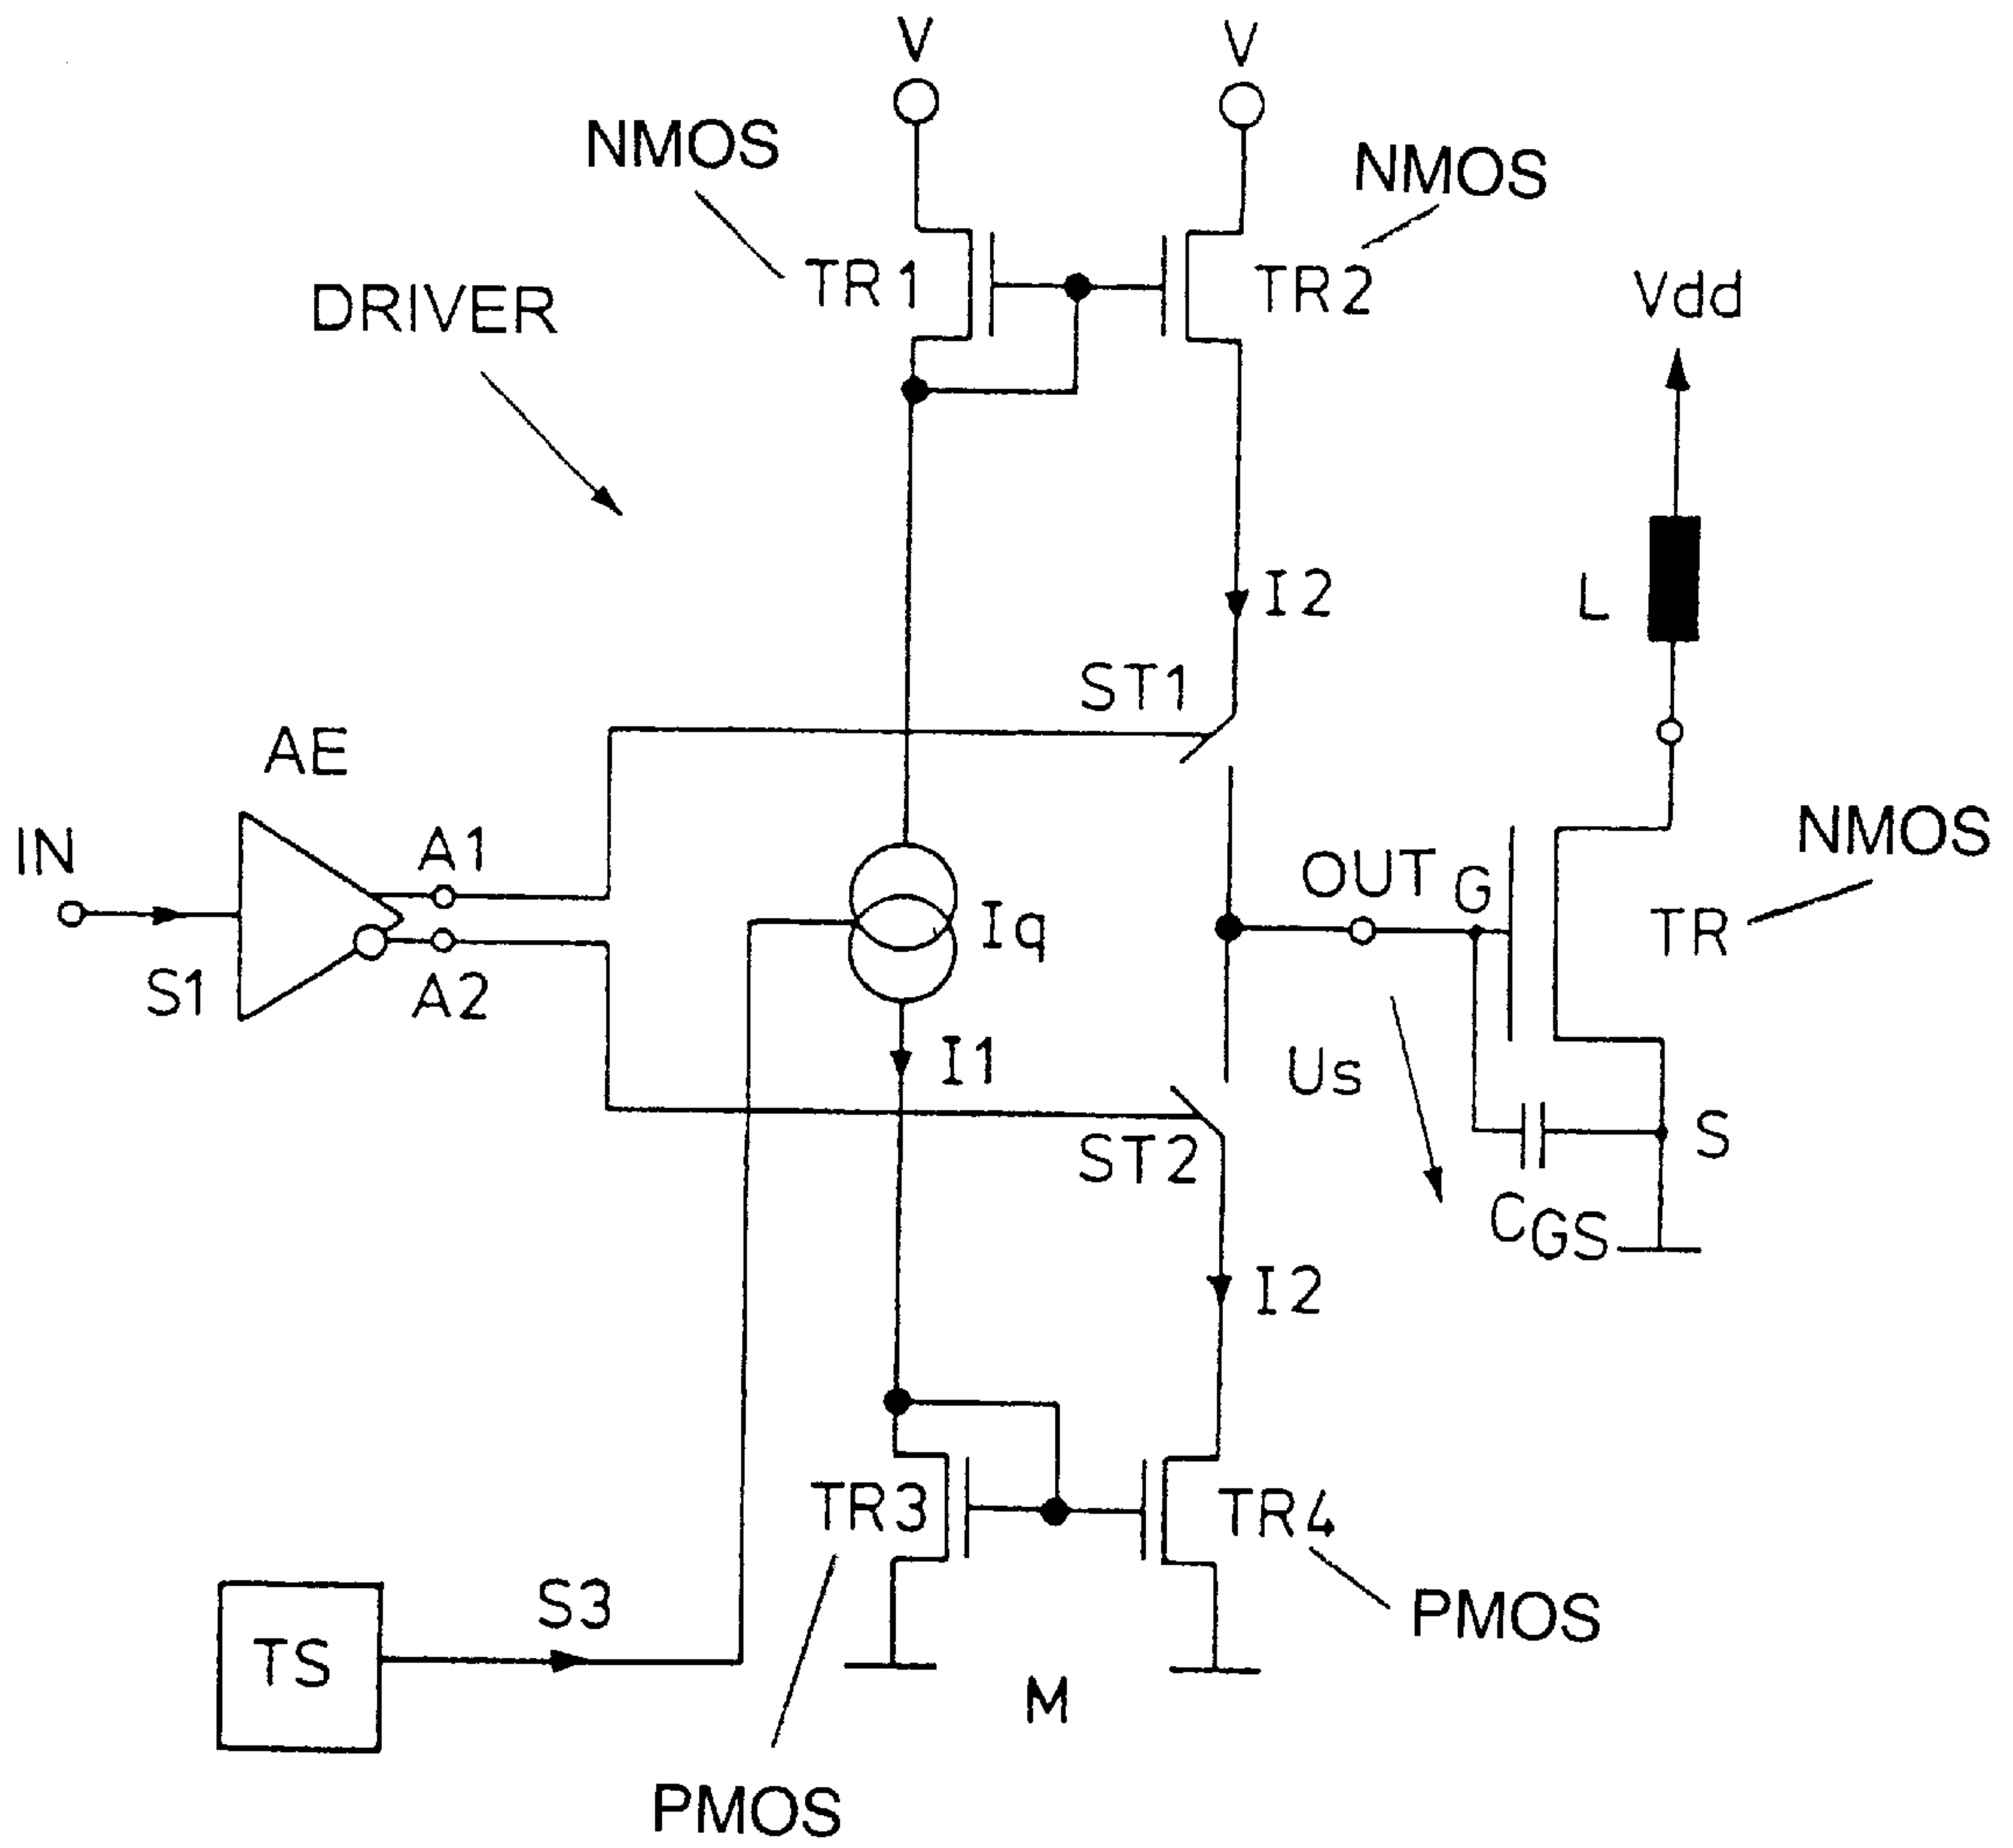 V
V
NMOS
NMOS
TR1
TR2
Vdd
DRIVER
I2
L
ST1
AE
NMOS
IN
A1
OUT
G
Iq
TR
S1
A2
I1
Us
ST2
S
CGS
I2
TR3
TR4
S3
PMOS
TS
M
PMOS